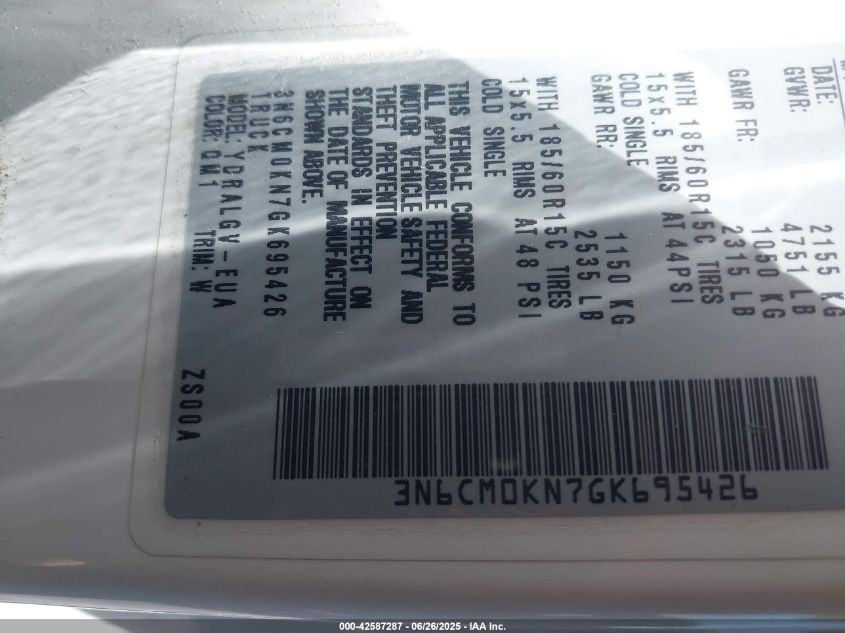 DATE:
GVWR:
2155 KG
4751 LB
GAWR FR:
1050 KG
2315 LB
WITH 185/60R15C TIRES
15x5.5 RIMS AT 44PSI
COLD SINGLE
GAWR RR:
1150 KG
2535 LB
WITH 185/60R15C TIRES
15x5.5 RIMS AT 48 PSI
COLD SINGLE
THIS VEHICLE CONFORMS TO
ALL APPLICABLE FEDERAL
MOTOR VEHICLE SAFETY AND
THEFT PREVENTION
STANDARDS IN EFFECT ON
THE DATE OF MANUFACTURE
SHOWN ABOVE.
3N6CM0KN7GK695426
TRUCK
MODEL: YDRALGV-EUA
COLOR: QM1 TRIM: W
ZS00A
3N6CM0KN7GK695426
000-42587287 - 06/26/2025 - IAA Inc.